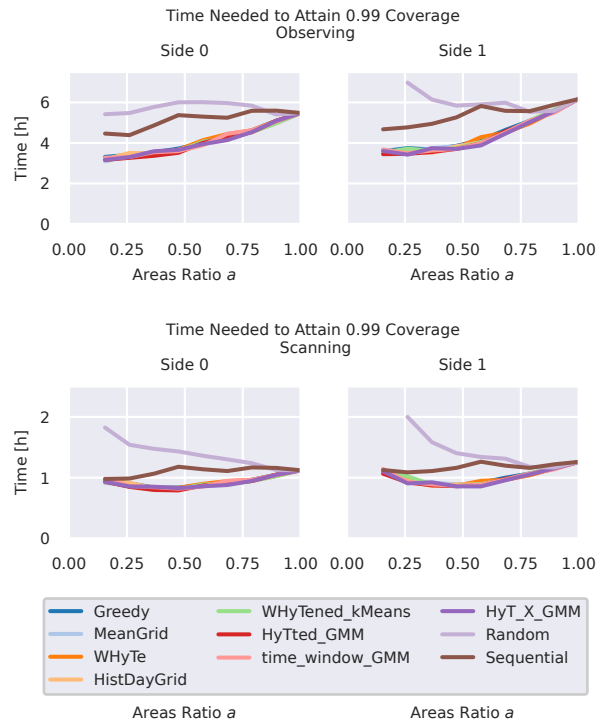 Time Needed to Attain 0.99 Coverage
Observing
Side 0
Side 1
Time [h]
6
4
2
0
0.00 0.25 0.50 0.75 1.00
0.00 0.25 0.50 0.75 1.00
Areas Ratio a
Areas Ratio a
Time Needed to Attain 0.99 Coverage
Scanning
Side 0
Side 1
Time [h]
2
1
0
0.00 0.25 0.50 0.75 1.00
0.00 0.25 0.50 0.75 1.00
Greedy
MeanGrid
WHyTe
HistDayGrid
WHyTened_kMeans
HyTted_GMM
time_window_GMM
HyT_X_GMM
Random
Sequential
Areas Ratio a
Areas Ratio a